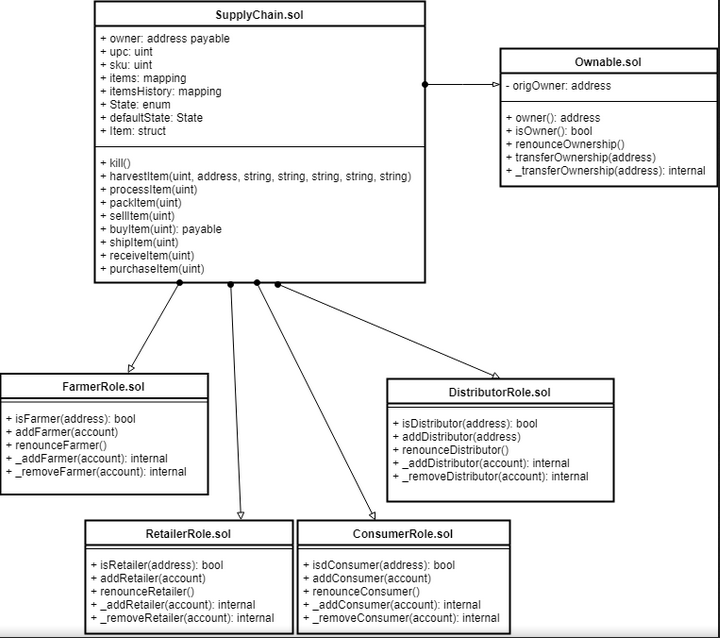 SupplyChain.sol
+ owner: address payable
+ upc: uint
+ sku: uint
+ items: mapping
+ itemsHistory: mapping
+ State: enum
+ defaultState: State
+ Item: struct
+ kill()
+ harvestItem(uint, address, string, string, string, string, string)
+ processItem(uint)
+ packItem(uint)
+ sellItem(uint)
+ buyItem(uint): payable
+ shipItem(uint)
+ receiveItem(uint)
+ purchaseItem(uint)
Ownable.sol
- origOwner: address
+ owner(): address
+ isOwner(): bool
+ renounceOwnership()
+ transferOwnership(address)
+ _transferOwnership(address): internal
FarmerRole.sol
+ isFarmer(address): bool
+ addFarmer(account)
+ renounceFarmer()
+ _addFarmer(account): internal
+ _removeFarmer(account): internal
DistributorRole.sol
+ isDistributor(address): bool
+ addDistributor(address)
+ renounceDistributor()
+ _addDistributor(account): internal
+ _removeDistributor(account): internal
RetailerRole.sol
+ isRetailer(address): bool
+ addRetailer(account)
+ renounceRetailer()
+ _addRetailer(account): internal
+ _removeRetailer(account): internal
ConsumerRole.sol
+ isdConsumer(address): bool
+ addConsumer(account)
+ renounceConsumer()
+ _addConsumer(account): internal
+ _removeConsumer(account): internal